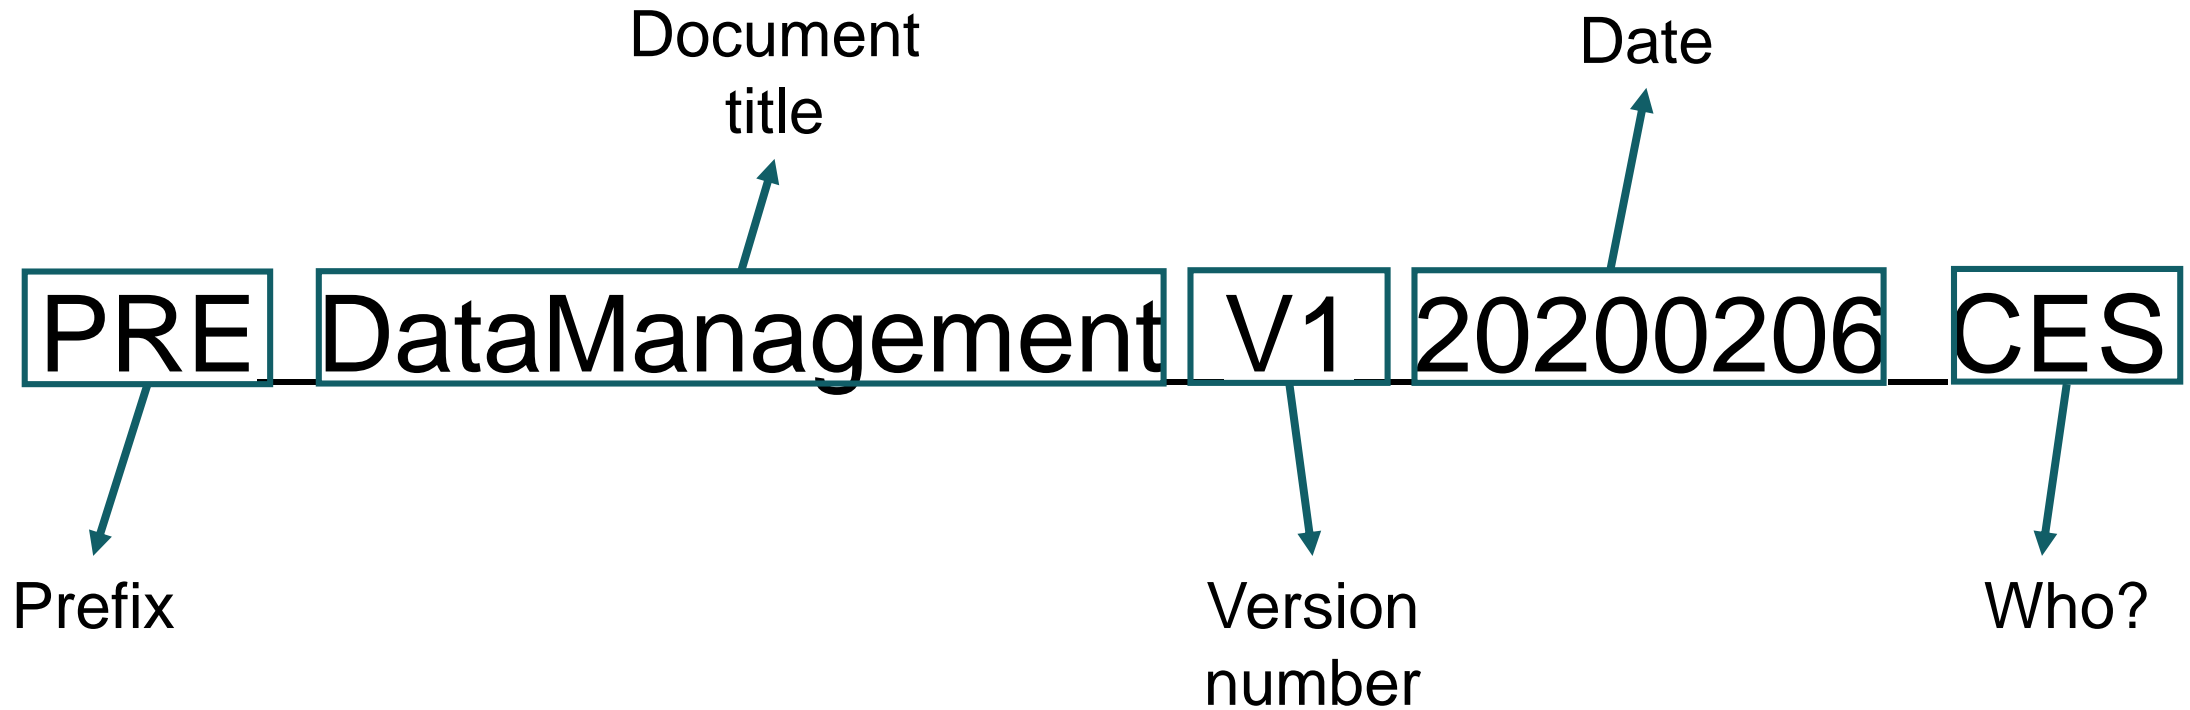 Document
title
Date
PRE_DataManagement_V1_20200206_CES
Prefix
Version
number
Who?